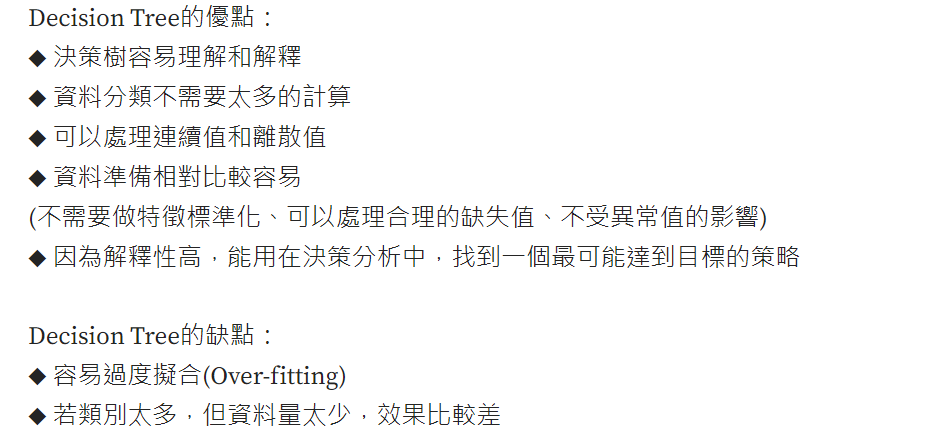 Decision Tree的優點：
◆ 決策樹容易理解和解釋
◆ 資料分類不需要太多的計算
◆ 可以處理連續值和離散值
◆ 資料準備相對比較容易
(不需要做特徵標準化、可以處理合理的缺失值、不受異常值的影響)
◆ 因為解釋性高，能用在決策分析中，找到一個最可能達到目標的策略
Decision Tree的缺點：
◆ 容易過度擬合(Over-fitting)
◆ 若類別太多，但資料量太少，效果比較差